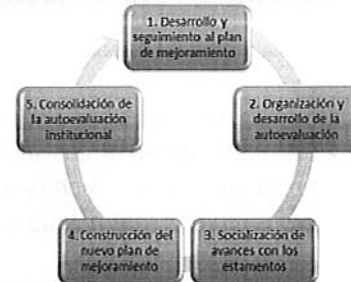 1. Desarrollo y
seguimiento al plan
de mejoramiento
2. Organización y
desarrollo de la
autoevaluación
3. Socialización de
avances con los
estamentos
4. Construcción del
nuevo plan de
mejoramiento
5. Consolidación de
la autoevaluación
institucional